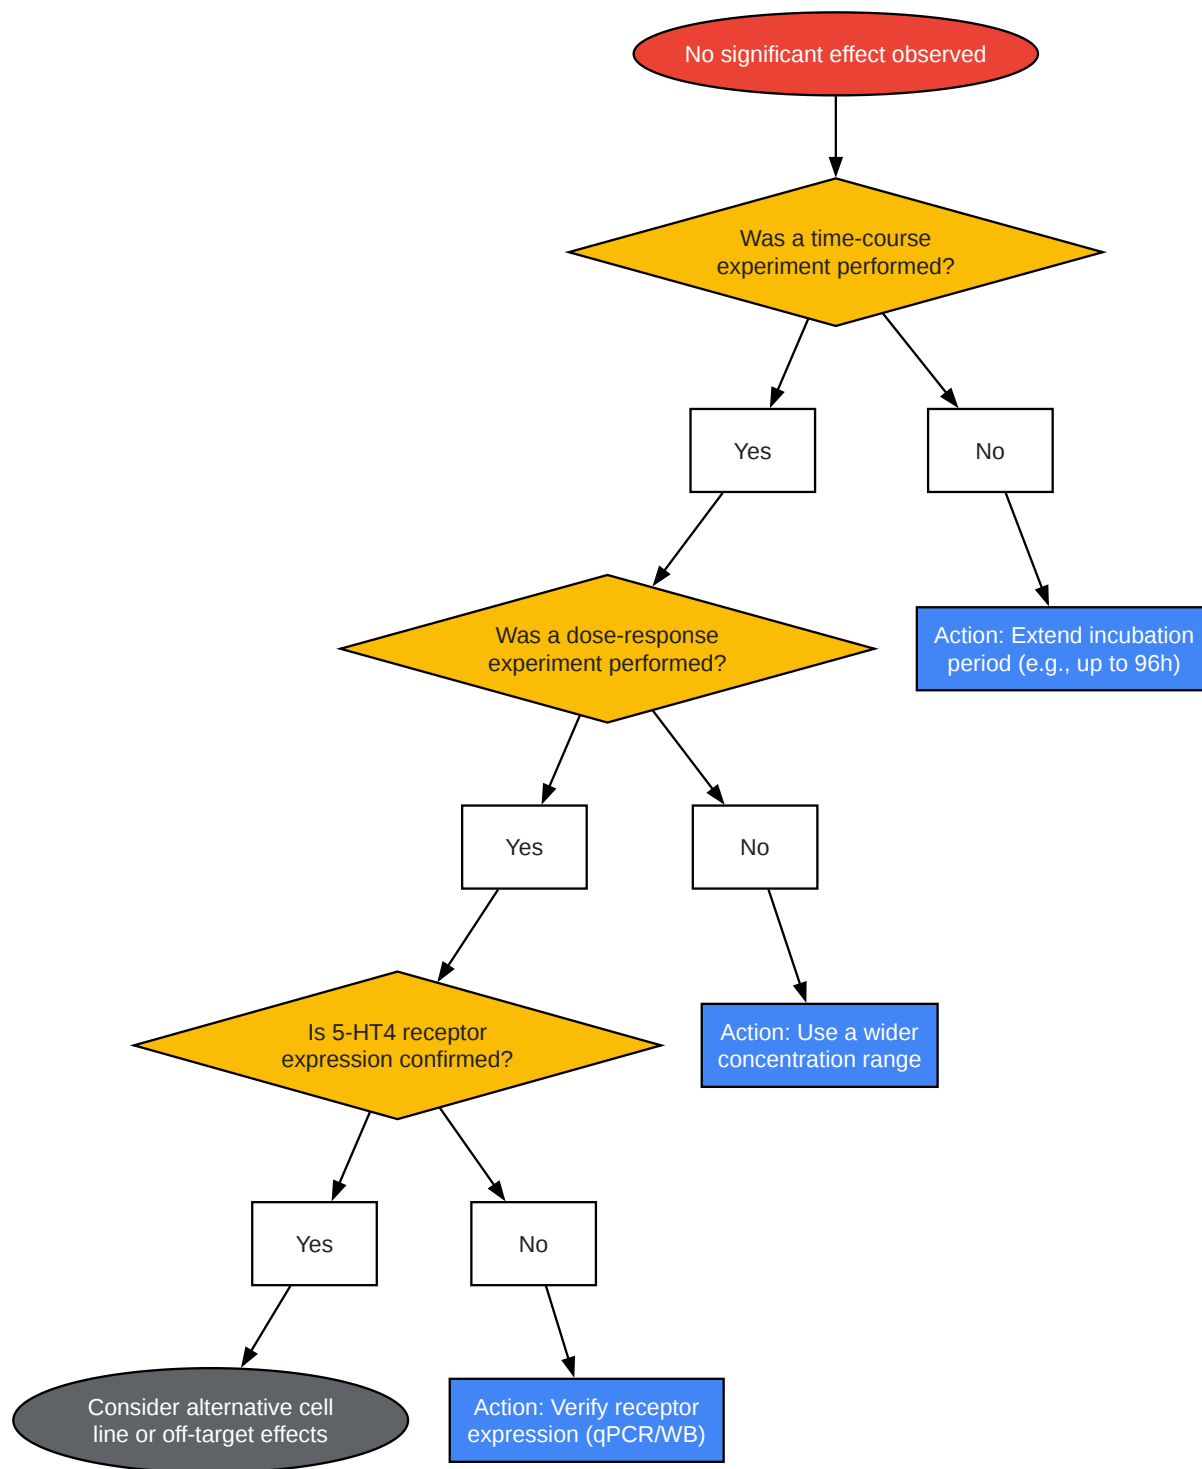 No significant effect observed
Was a time-course
experiment performed?
Yes
No
Action: Extend incubation
period (e.g., up to 96h)
Was a dose-response
experiment performed?
Yes
No
Action: Use a wider
concentration range
Is 5-HT4 receptor
expression confirmed?
Yes
No
Consider alternative cell
line or off-target effects
Action: Verify receptor
expression (qPCR/WB)